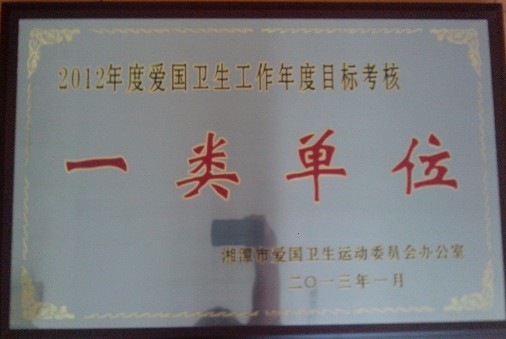 2012年度爱国卫生工作年度目标考核
一类单位
湘潭市爱国卫生运动委员会办公室
二〇一三年一月